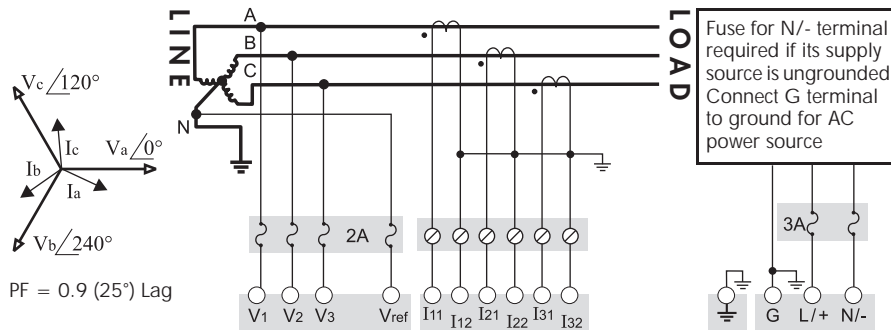 A
B
C
N
LINE
LOAD
Fuse for N/- terminal
required if its supply
source is ungrounded
Connect G terminal
to ground for AC
power source
Vc/120°
Ic
Va/0°
Ib
Ia
Vb/240°
PF = 0.9 (25°) Lag
2A
3A
V1 V2 V3 Vref I11 I12 I21 I22 I31 I32 G L/+ N/-